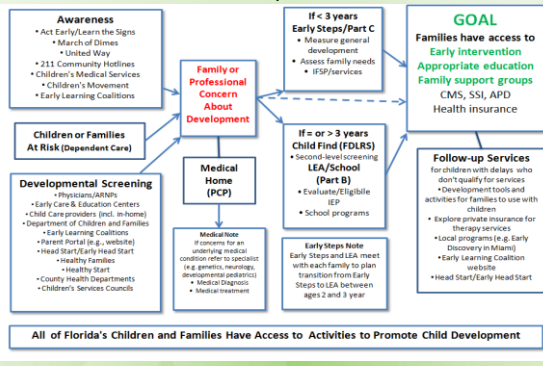 Awareness
• Act Early/Learn the Signs
• March of Dimes
• United Way
• 211 Community Hotlines
• Children's Medical Services
• Children's Movement
• Early Learning Coalitions
Children or Families
At Risk (Dependent Care)
Developmental Screening
• Physicians/ARNPs
• Early Care & Education Centers
• Child Care providers (incl. in-home)
• Department of Children and Families
• Early Learning Coalitions
• Parent Portal (e.g., website)
• Head Start/Early Head Start
• Healthy Families
• Healthy Start
• County Health Departments
• Children's Services Councils
Family or
Professional
Concern
About
Development
Medical
Home
(PCP)
Medical Note
If concerns for an
underlying medical
condition refer to specialist
(e.g. genetics, neurology,
developmental pediatrics)
• Medical Diagnosis
• Medical treatment
If < 3 years
Early Steps/Part C
• Measure general
development
• Assess family needs
• IFSP/services
If = or > 3 years
Child Find (FDLRS)
• Second-level screening
LEA/School
(Part B)
• Evaluate/Eligibile
IEP
• School programs
Early Steps Note
Early Steps and LEA meet
with each family to plan
transition from Early
Steps to LEA between
ages 2 and 3 year
GOAL
Families have access to
Early intervention
Appropriate education
Family support groups
CMS, SSI, APD
Health insurance
Follow-up Services
for children with delays who
don't qualify for services
• Development tools and
activities for families to use with
children
• Explore private insurance for
therapy services
• Local programs (e.g. Early
Discovery in Miami)
• Early Learning Coalition
website
• Head Start/Early Head Start
All of Florida's Children and Families Have Access to Activities to Promote Child Development